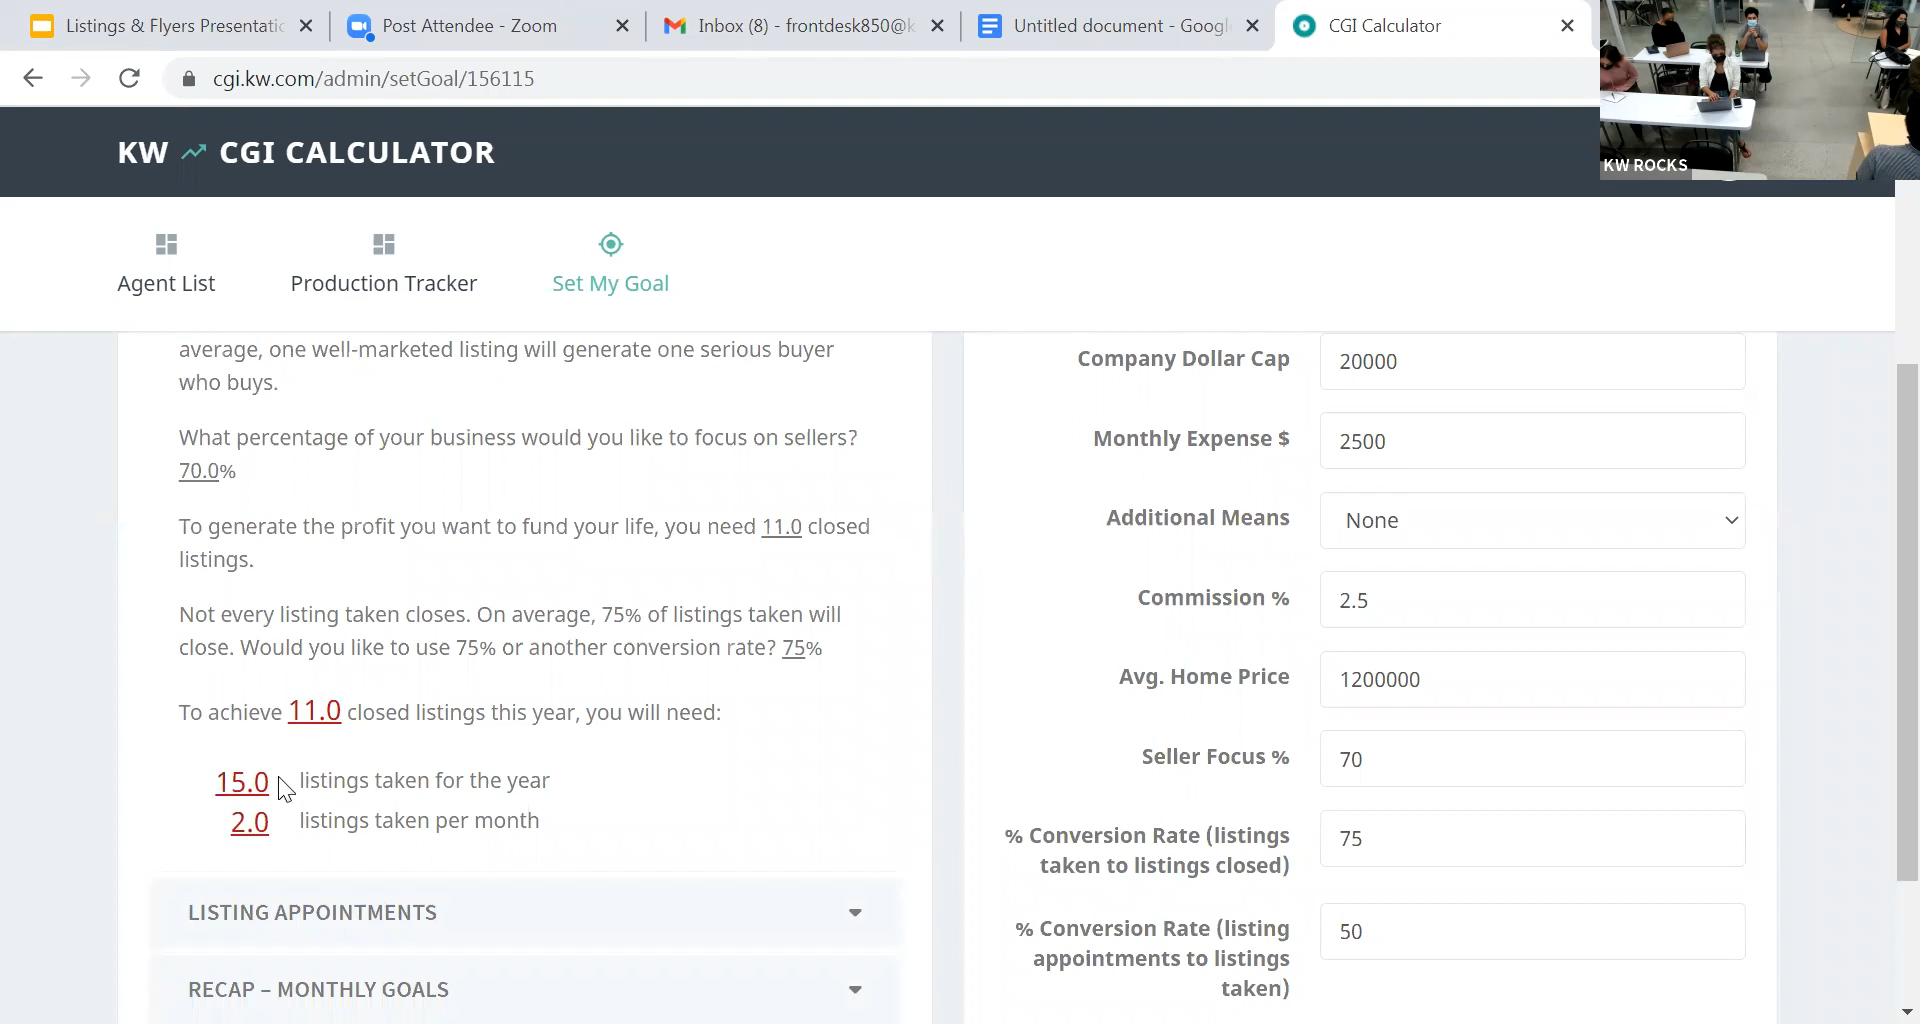 Listings & Flyers Presentatic
Post Attendee - Zoom
Inbox (8) - frontdesk850@k
Untitled document - Googl
CGI Calculator
cgi.kw.com/admin/setGoal/156115
KW CGI CALCULATOR
KW ROCKS
Agent List
Production Tracker
Set My Goal
average, one well-marketed listing will generate one serious buyer
who buys.
What percentage of your business would you like to focus on sellers?
70.0%
To generate the profit you want to fund your life, you need 11.0 closed
listings.
Not every listing taken closes. On average, 75% of listings taken will
close. Would you like to use 75% or another conversion rate? 75%
To achieve 11.0 closed listings this year, you will need:
15.0 listings taken for the year
2.0 listings taken per month
LISTING APPOINTMENTS
RECAP – MONTHLY GOALS
Company Dollar Cap
20000
Monthly Expense $
2500
Additional Means
None
Commission %
2.5
Avg. Home Price
1200000
Seller Focus %
70
% Conversion Rate (listings
taken to listings closed)
75
% Conversion Rate (listing
appointments to listings
taken)
50